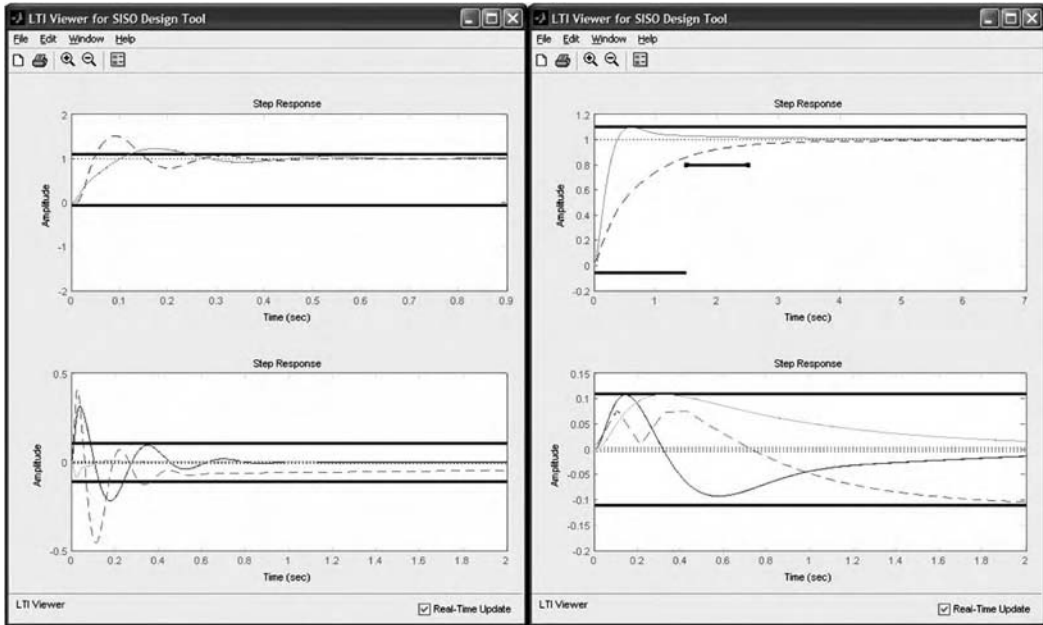 LTI Viewer for SISO Design Tool
File Edit Window Help
Step Response
Amplitude
2
1
0
-1
-2
0 0.1 0.2 0.3 0.4 0.5 0.6 0.7 0.8 0.9
Time (sec)
Step Response
Amplitude
0.5
0
-0.5
0 0.2 0.4 0.6 0.8 1 1.2 1.4 1.6 1.8 2
Time (sec)
LTI Viewer
Real-Time Update
LTI Viewer for SISO Design Tool
File Edit Window Help
Step Response
Amplitude
1.2
1
0.8
0.6
0.4
0.2
0
-0.2
0 1 2 3 4 5 6 7
Time (sec)
Step Response
Amplitude
0.15
0.1
0.05
0
-0.05
-0.1
-0.15
-0.2
0 0.2 0.4 0.6 0.8 1 1.2 1.4 1.6 1.8 2
Time (sec)
LTI Viewer
Real-Time Update